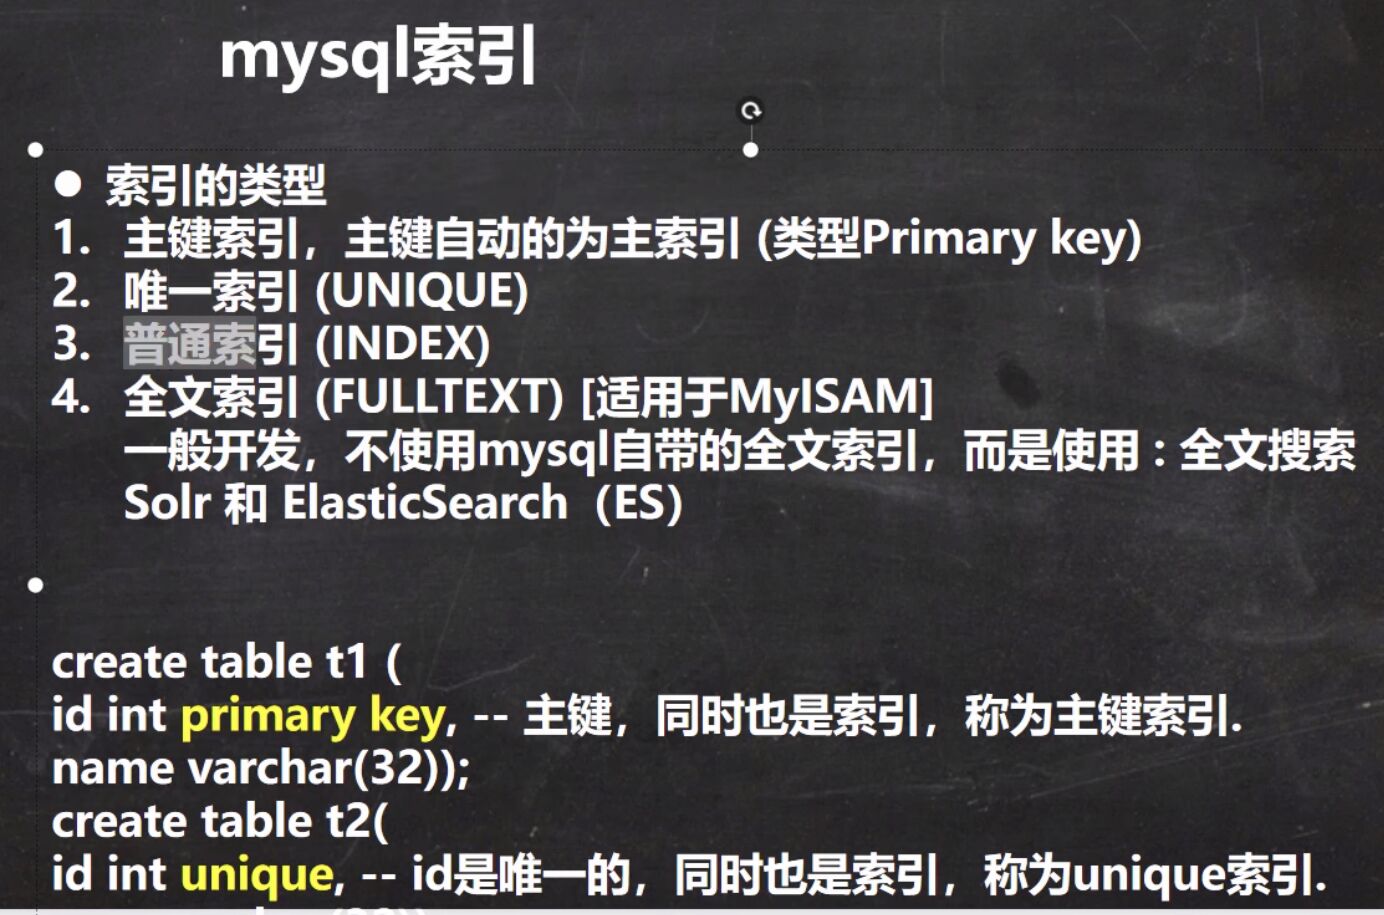 mysql索引
● 索引的类型
1. 主键索引，主键自动的为主索引 (类型Primary key)
2. 唯一索引 (UNIQUE)
3. 普通索引 (INDEX)
4. 全文索引 (FULLTEXT) [适用于MyISAM]
一般开发，不使用mysql自带的全文索引，而是使用：全文搜索
Solr 和 ElasticSearch（ES）
create table t1 (
id int primary key, -- 主键，同时也是索引，称为主键索引.
name varchar(32));
create table t2(
id int unique, -- id是唯一的，同时也是索引，称为unique索引.